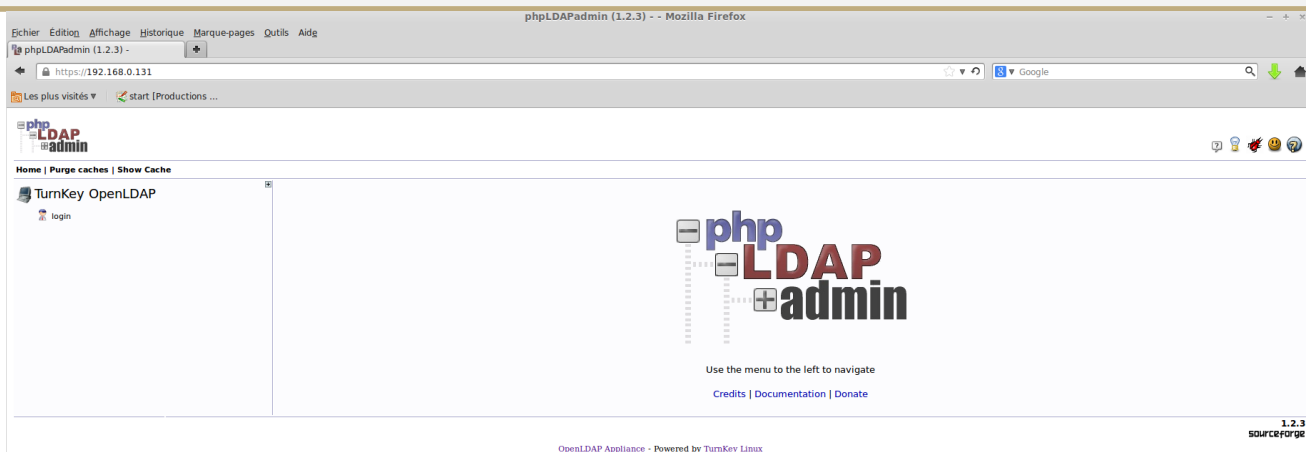 phpLDAPadmin (1.2.3) - - Mozilla Firefox
Fichier Édition Affichage Historique Marque-pages Outils Aide
phpLDAPadmin (1.2.3) -
https://192.168.0.131
Google
Les plus visités start [Productions ...
php
LDAP
admin
Home | Purge caches | Show Cache
TurnKey OpenLDAP
login
php
LDAP
admin
Use the menu to the left to navigate
Credits | Documentation | Donate
1.2.3
sourceforge
OpenLDAP Appliance - Powered by TurnKey Linux